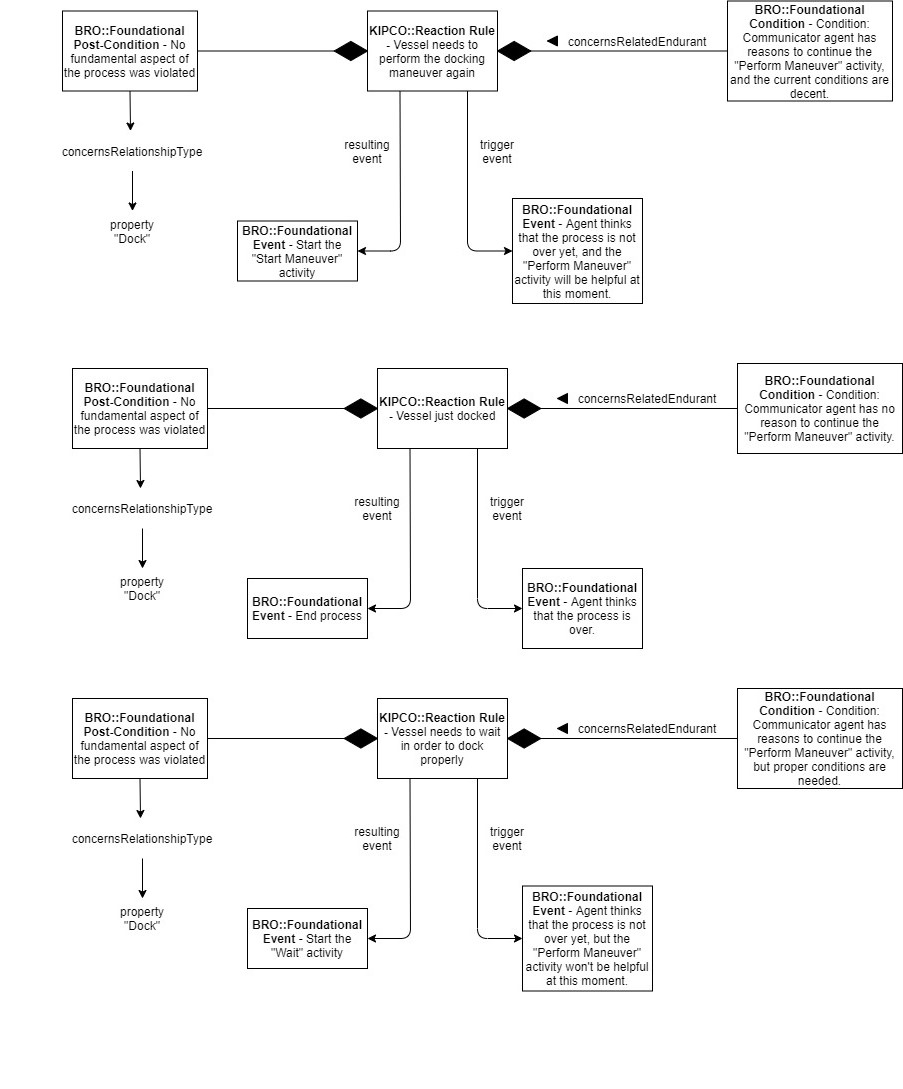 BRO::Foundational
Post-Condition - No
fundamental aspect of
the process was violated
KIPCO::Reaction Rule
- Vessel needs to
perform the docking
maneuver again
concernsRelatedEndurant
BRO::Foundational
Condition - Condition:
Communicator agent has
reasons to continue the
"Perform Maneuver" activity,
and the current conditions are
decent.
concernsRelationshipType
property
"Dock"
resulting
event
trigger
event
BRO::Foundational
Event - Start the
"Start Maneuver"
activity
BRO::Foundational
Event - Agent thinks
that the process is not
over yet, and the
"Perform Maneuver"
activity will be helpful at
this moment.
BRO::Foundational
Post-Condition - No
fundamental aspect of
the process was violated
KIPCO::Reaction Rule
- Vessel just docked
concernsRelatedEndurant
BRO::Foundational
Condition - Condition:
Communicator agent has no
reason to continue the
"Perform Maneuver" activity.
concernsRelationshipType
property
"Dock"
resulting
event
trigger
event
BRO::Foundational
Event - End process
BRO::Foundational
Event - Agent thinks
that the process is
over.
BRO::Foundational
Post-Condition - No
fundamental aspect of
the process was violated
KIPCO::Reaction Rule
- Vessel needs to wait
in order to dock
properly
concernsRelatedEndurant
BRO::Foundational
Condition - Condition:
Communicator agent has
reasons to continue the
"Perform Maneuver" activity,
but proper conditions are
needed.
concernsRelationshipType
property
"Dock"
resulting
event
trigger
event
BRO::Foundational
Event - Start the
"Wait" activity
BRO::Foundational
Event - Agent thinks
that the process is not
over yet, but the
"Perform Maneuver"
activity won't be helpful
at this moment.